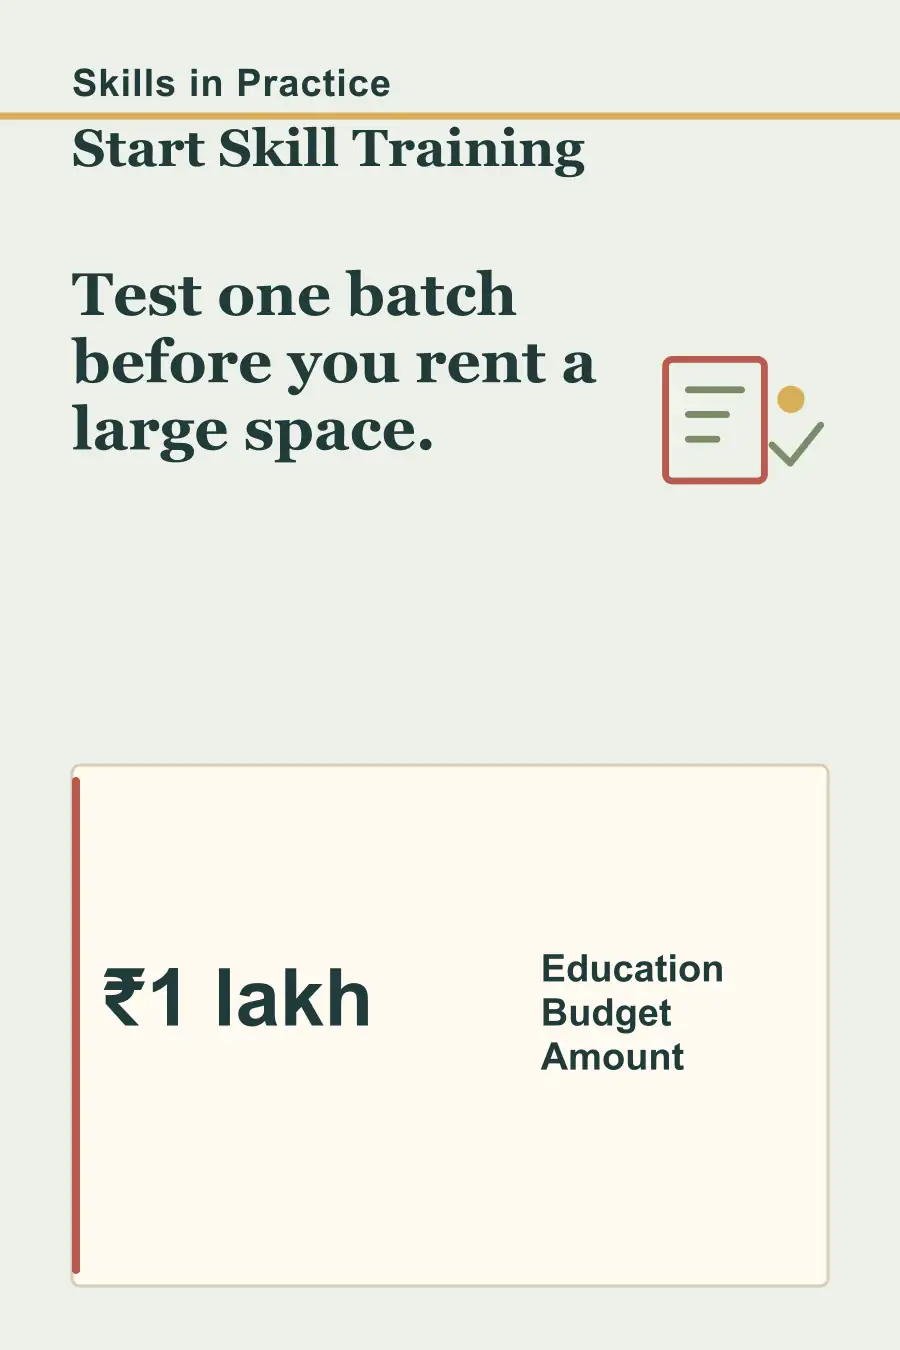 Skills in Practice
Start Skill Training
Test one batch
before you rent a
large space.
₹1 lakh
Education
Budget
Amount